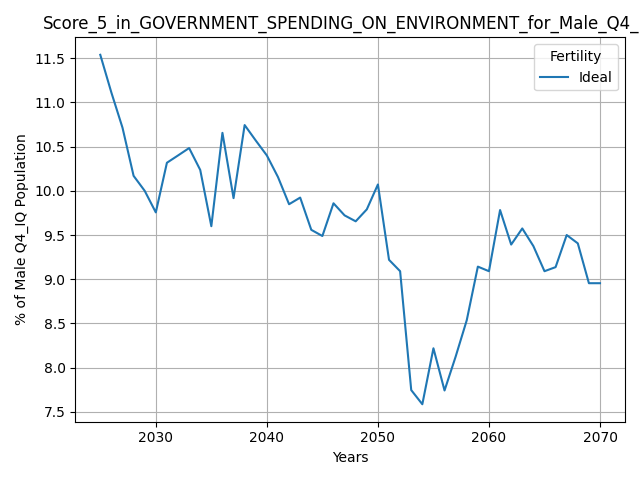 Score_5_in_GOVERNMENT_SPENDING_ON_ENVIRONMENT_for_Male_Q4_
Fertility
Ideal
% of Male Q4_IQ Population
11.5
11.0
10.5
10.0
9.5
9.0
8.5
8.0
7.5
2030 2040 2050 2060 2070
Years